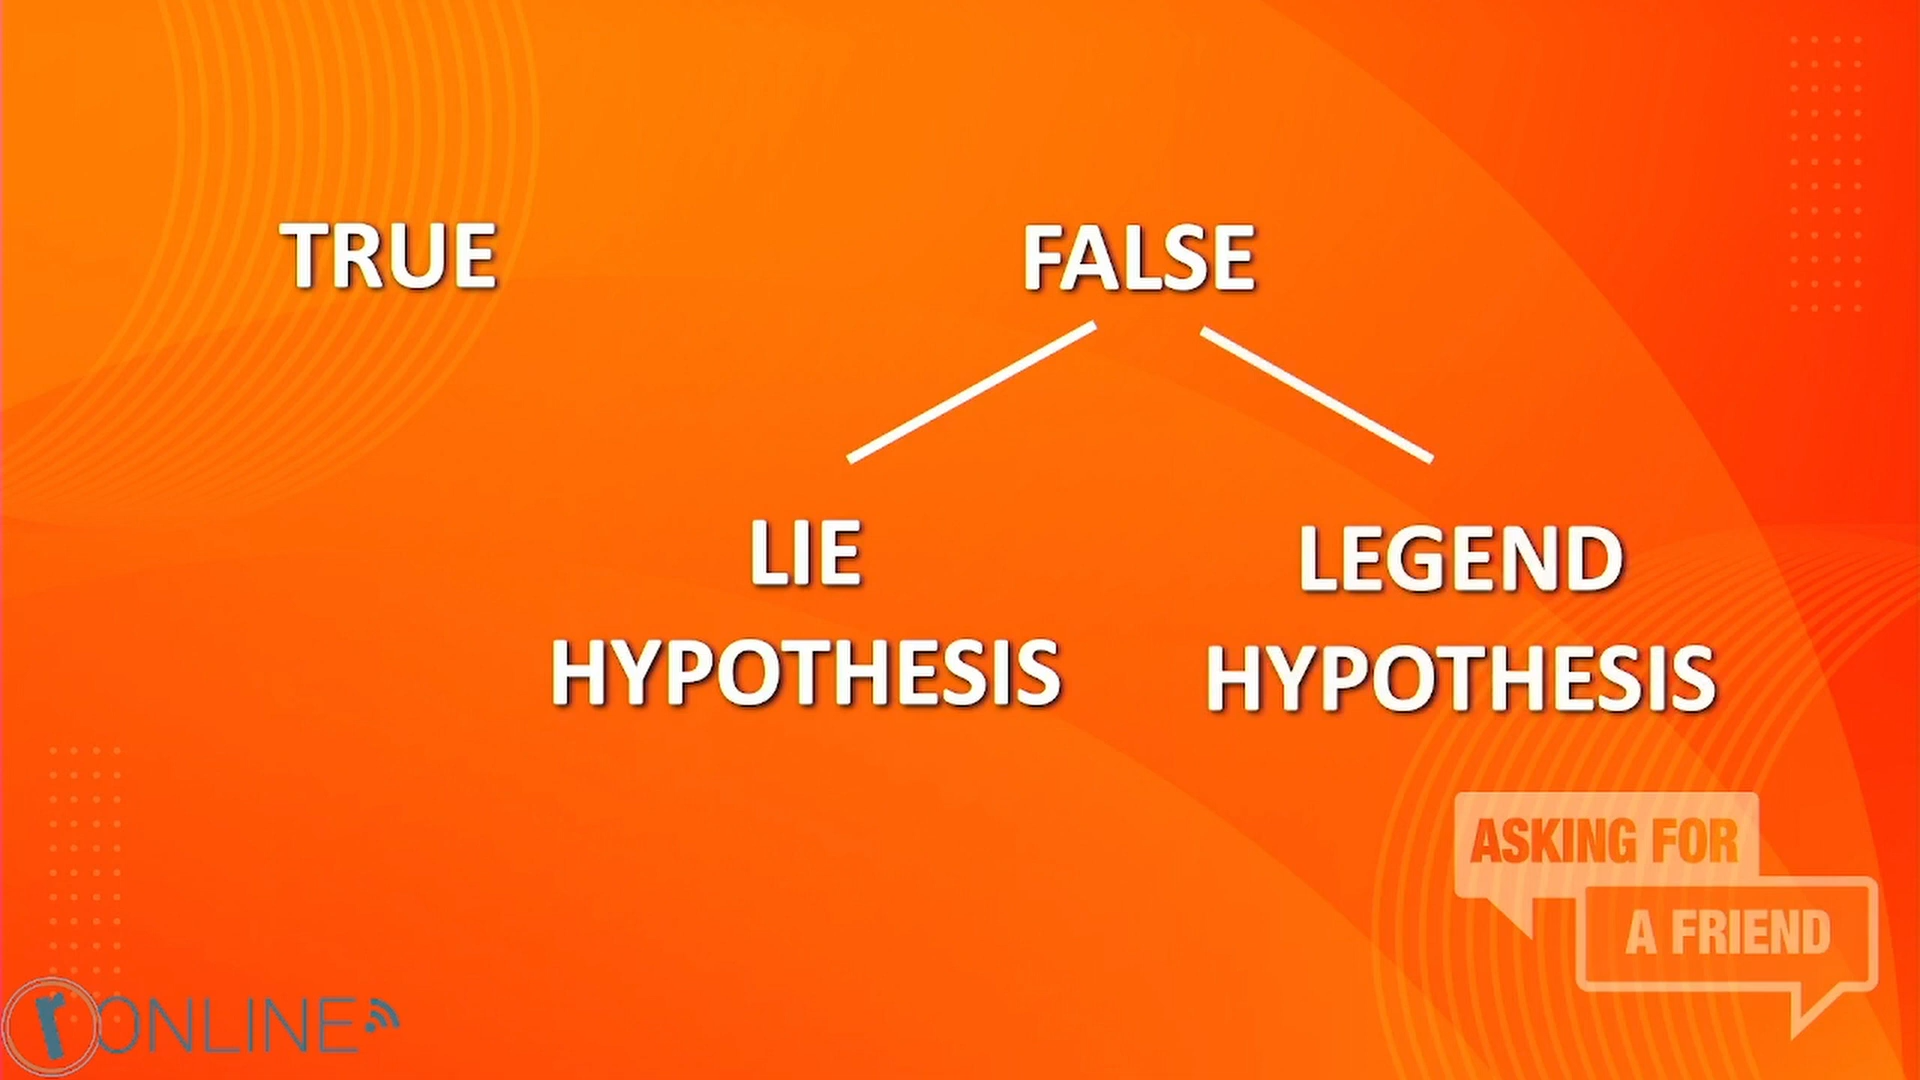 TRUE
FALSE
LIE
HYPOTHESIS
LEGEND
HYPOTHESIS
ASKING FOR
A FRIEND
r ONLINE